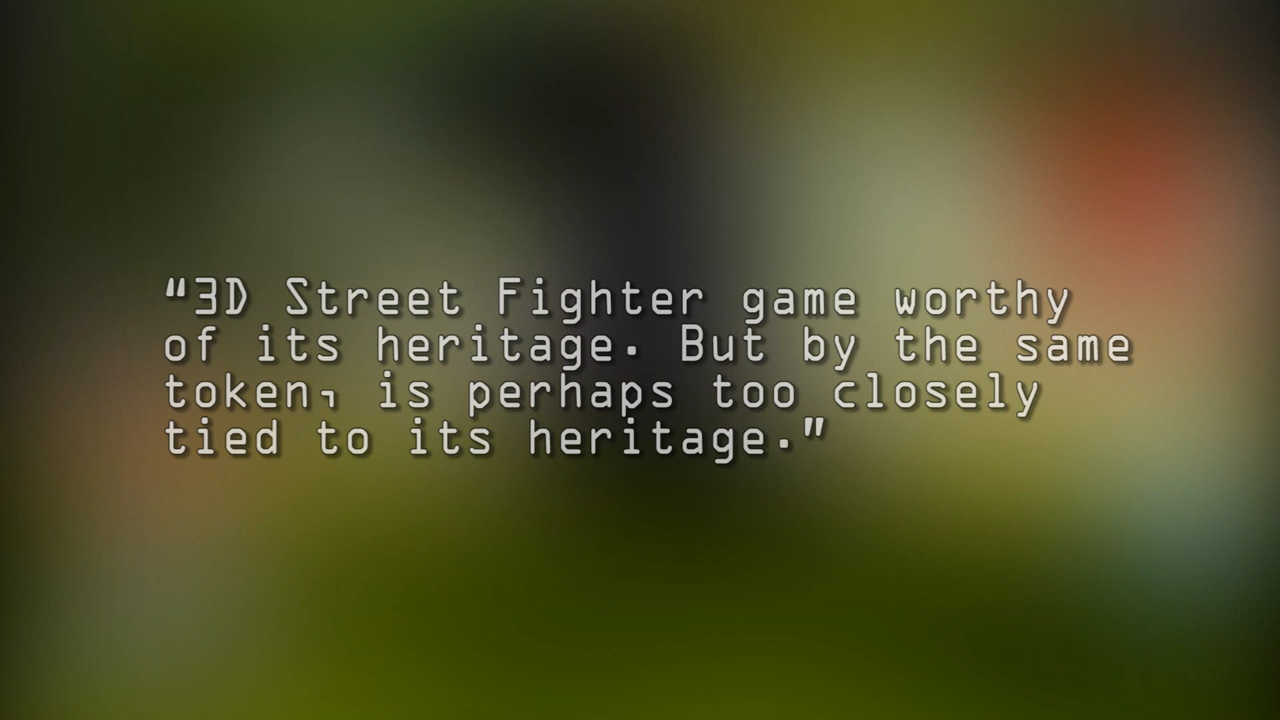 “3D Street Fighter game worthy
of its heritage. But by the same
token, is perhaps too closely
tied to its heritage.”